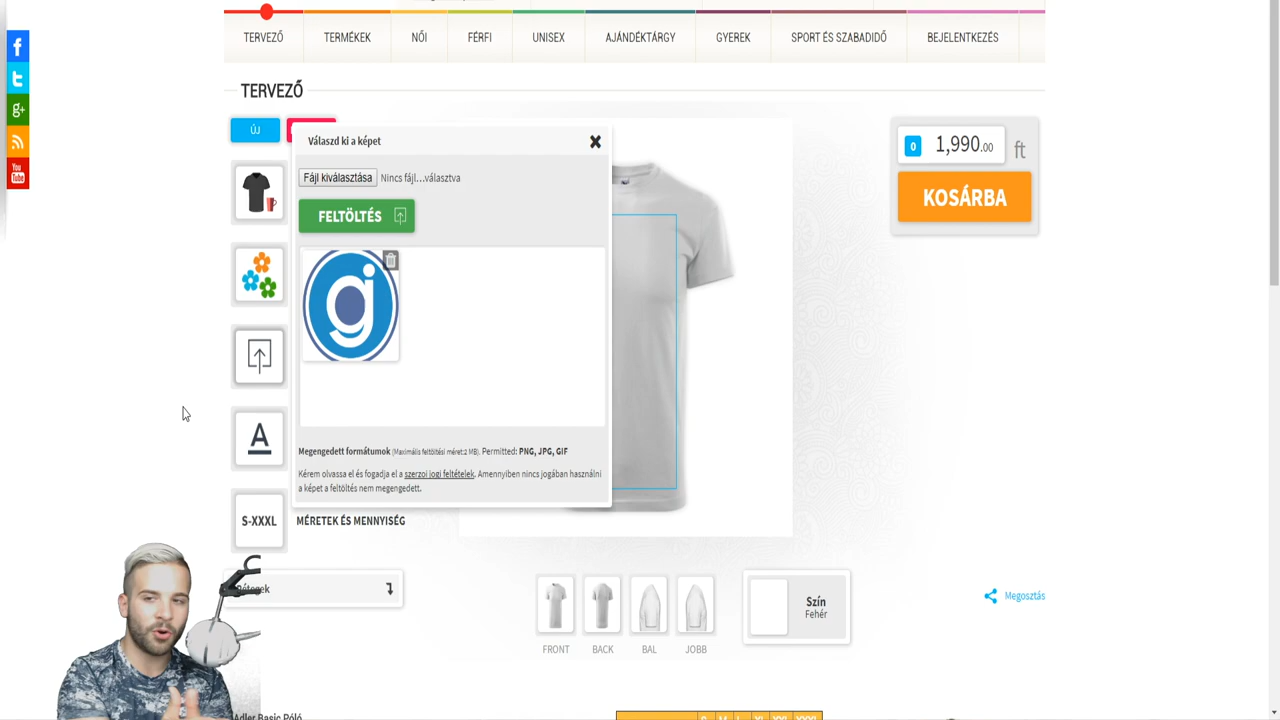 TERVEZŐ TERMÉKEK NŐI FÉRFI UNISEX AJÁNDÉKTÁRGY GYEREK SPORT ÉS SZABADIDŐ BEJELENTKEZÉS
TERVEZŐ
ÚJ
Válaszd ki a képet
Fájl kiválasztása Nincs fájl...választva
FELTÖLTÉS
0 1,990.00 ft
KOSÁRBA
g
Megengedett formátumok (Maximális feltöltési méret:2 MB). Permitted: PNG, JPG, GIF
Kérem olvassa el és fogadja el a szerzoi jogi feltételek. Amennyiben nincs jogában használni
a képet a feltöltés nem megengedett.
A
S-XXXL MÉRETEK ÉS MENNYISÉG
FRONT BACK BAL JOBB
Szín
Fehér
Megosztás
Adler Basic Póló
f
t
g+
You
Tube